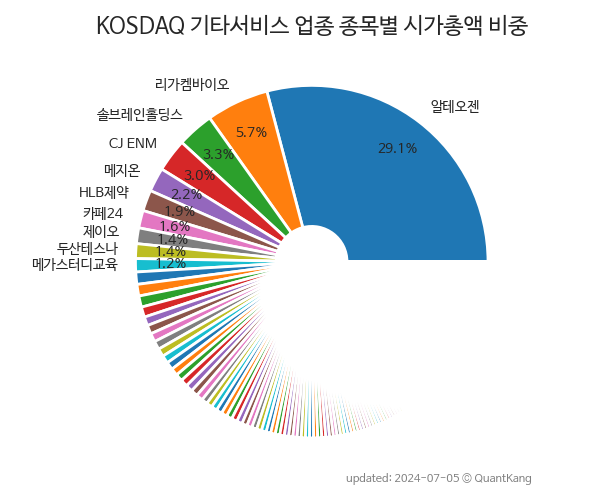 KOSDAQ 기타서비스 업종 종목별 시가총액 비중
알테오젠
29.1%
리가켐바이오
5.7%
솔브레인홀딩스
3.3%
CJ ENM
3.0%
메지온
2.2%
HLB제약
1.9%
카페24
1.6%
제이오
1.4%
두산테스나
1.4%
메가스터디교육
1.2%
updated: 2024-07-05 © QuantKang